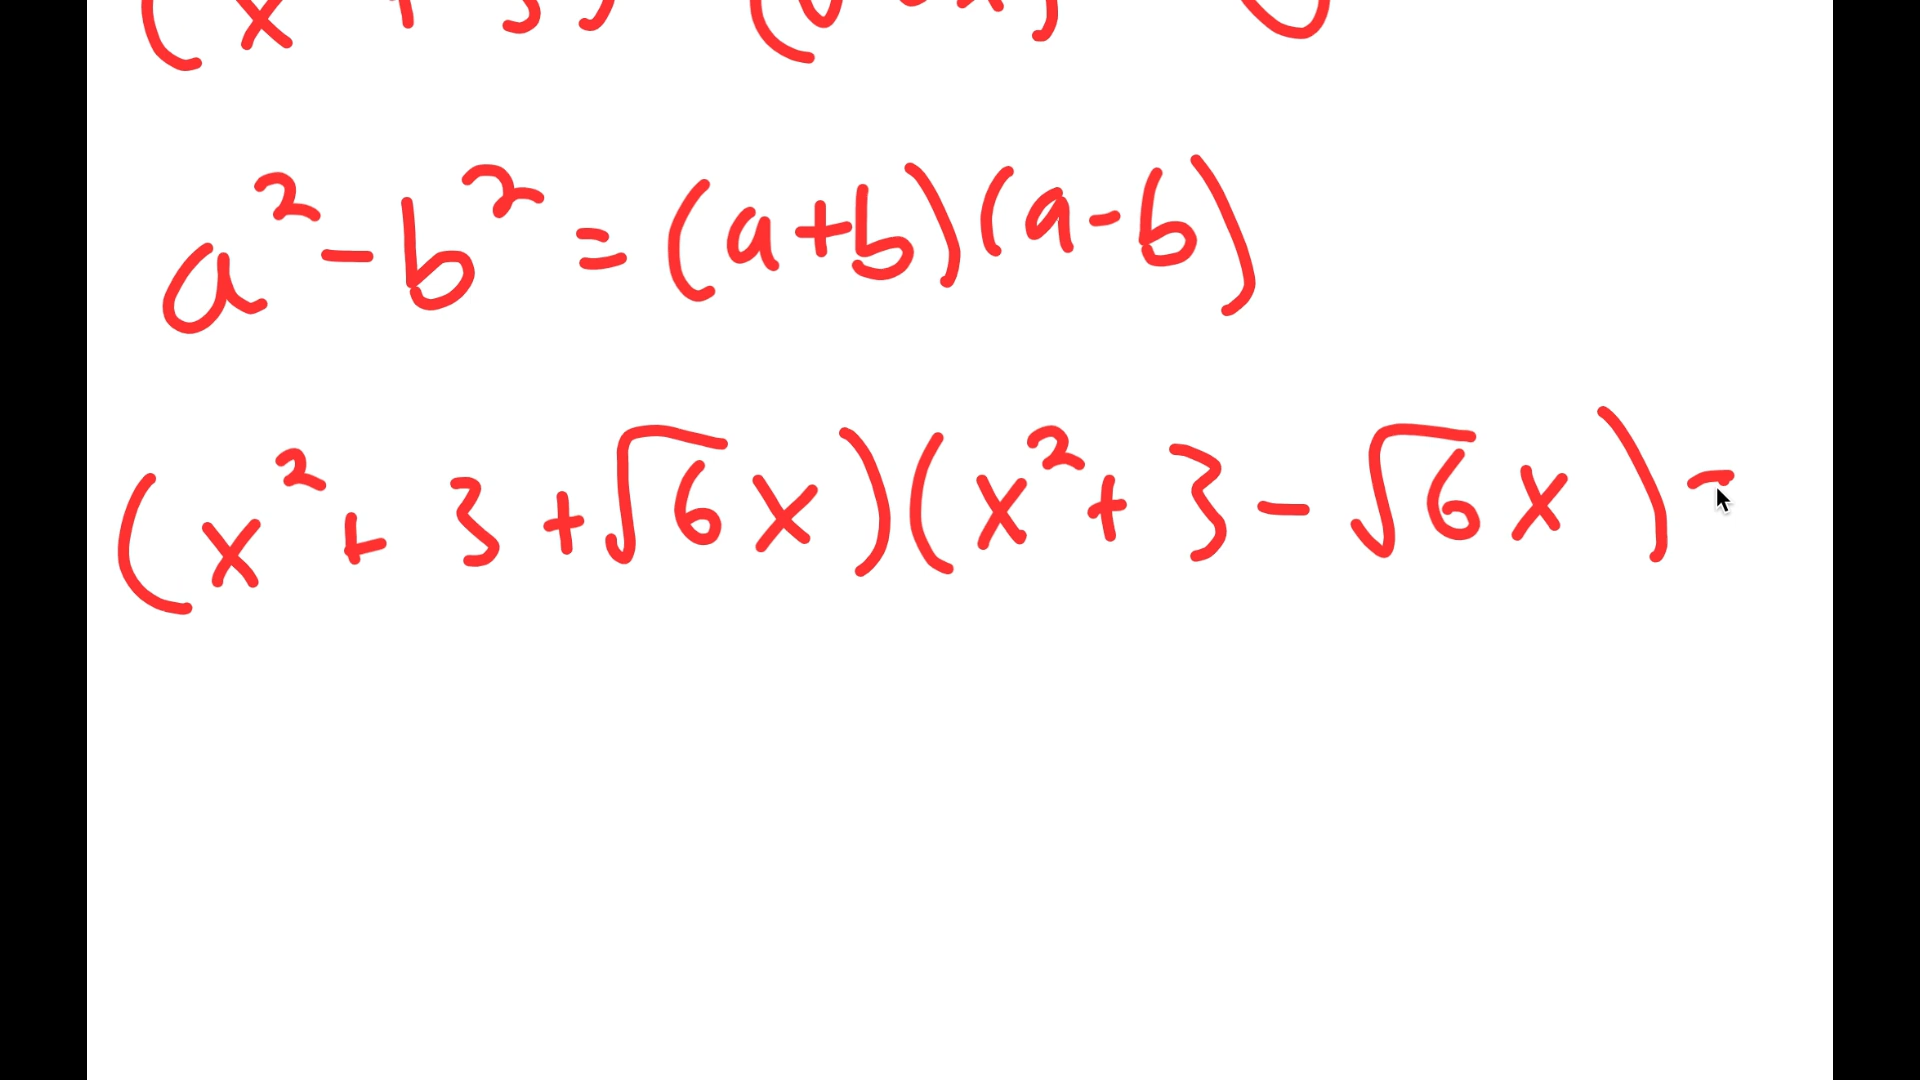 a² - b² = (a+b)(a-b)
(x² + 3 + √6x)(x² + 3 - √6x) =